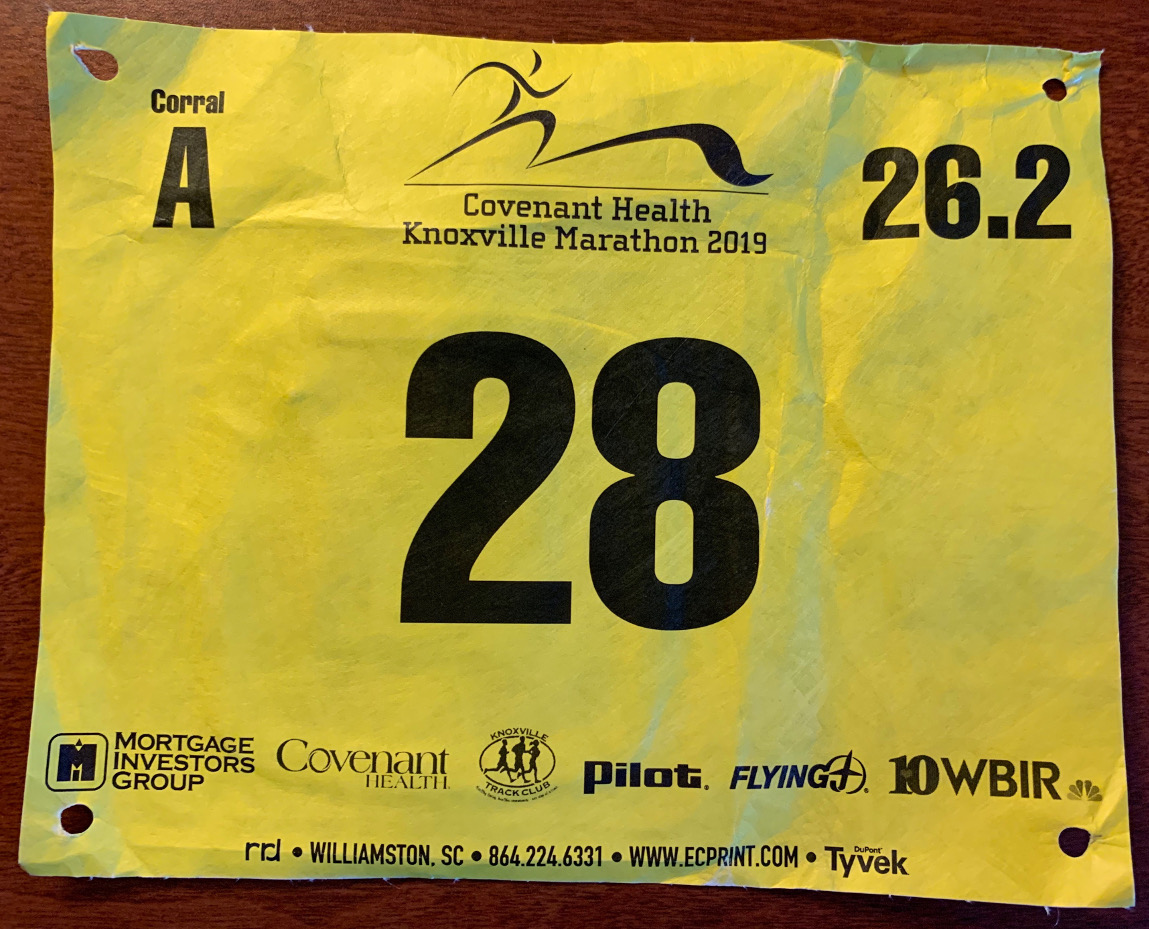 Corral
A
26.2
Covenant Health
Knoxville Marathon 2019
28
MORTGAGE
INVESTORS
GROUP
Covenant
HEALTH
KNOXVILLE
TRACK CLUB
Pilot.
FLYING J
10 WBIR
rrd • WILLIAMSTON, SC • 864.224.6331 • WWW.ECPRINT.COM • DuPont Tyvek